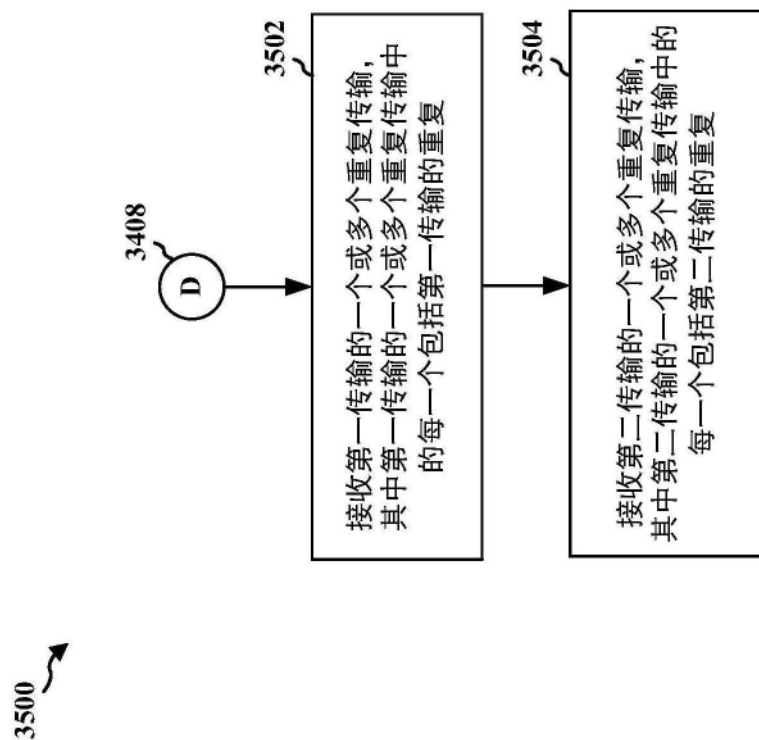 3500
3408
D
3502
接收第一传输的一个或多个重复传输,
其中第一传输的一个或多个重复传输中
的每一个包括第一传输的重复
3504
接收第二传输的一个或多个重复传输,
其中第二传输的一个或多个重复传输中的
每一个包括第二传输的重复